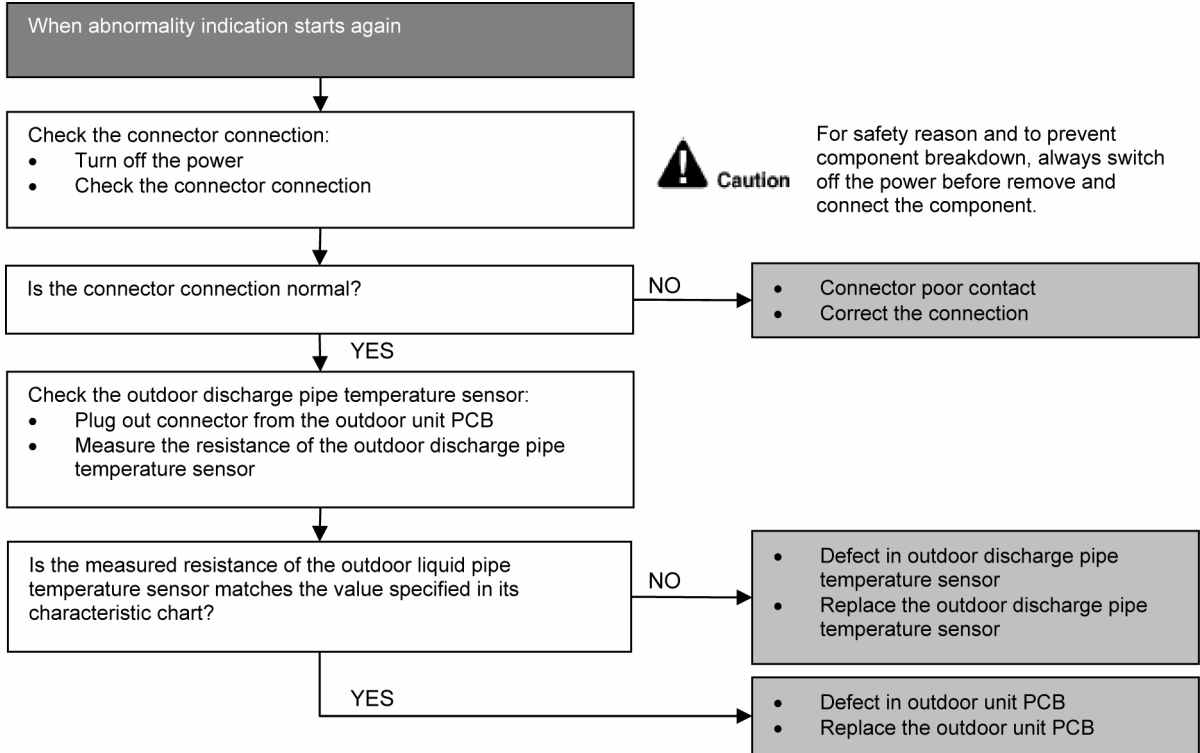 When abnormality indication starts again
Check the connector connection:
• Turn off the power
• Check the connector connection
Caution
For safety reason and to prevent
component breakdown, always switch
off the power before remove and
connect the component.
Is the connector connection normal?
NO
• Connector poor contact
• Correct the connection
YES
Check the outdoor discharge pipe temperature sensor:
• Plug out connector from the outdoor unit PCB
• Measure the resistance of the outdoor discharge pipe
temperature sensor
Is the measured resistance of the outdoor liquid pipe
temperature sensor matches the value specified in its
characteristic chart?
NO
• Defect in outdoor discharge pipe
temperature sensor
• Replace the outdoor discharge pipe
temperature sensor
YES
• Defect in outdoor unit PCB
• Replace the outdoor unit PCB